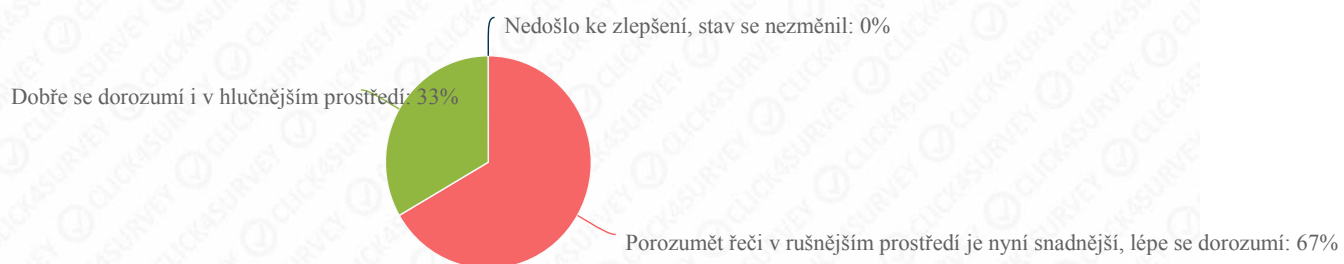 Nedošlo ke zlepšení, stav se nezměnil: 0%
Dobře se dorozumí i v hlučnějším prostředí: 33%
Porozumět řeči v rušnějším prostředí je nyní snadnější, lépe se dorozumí: 67%